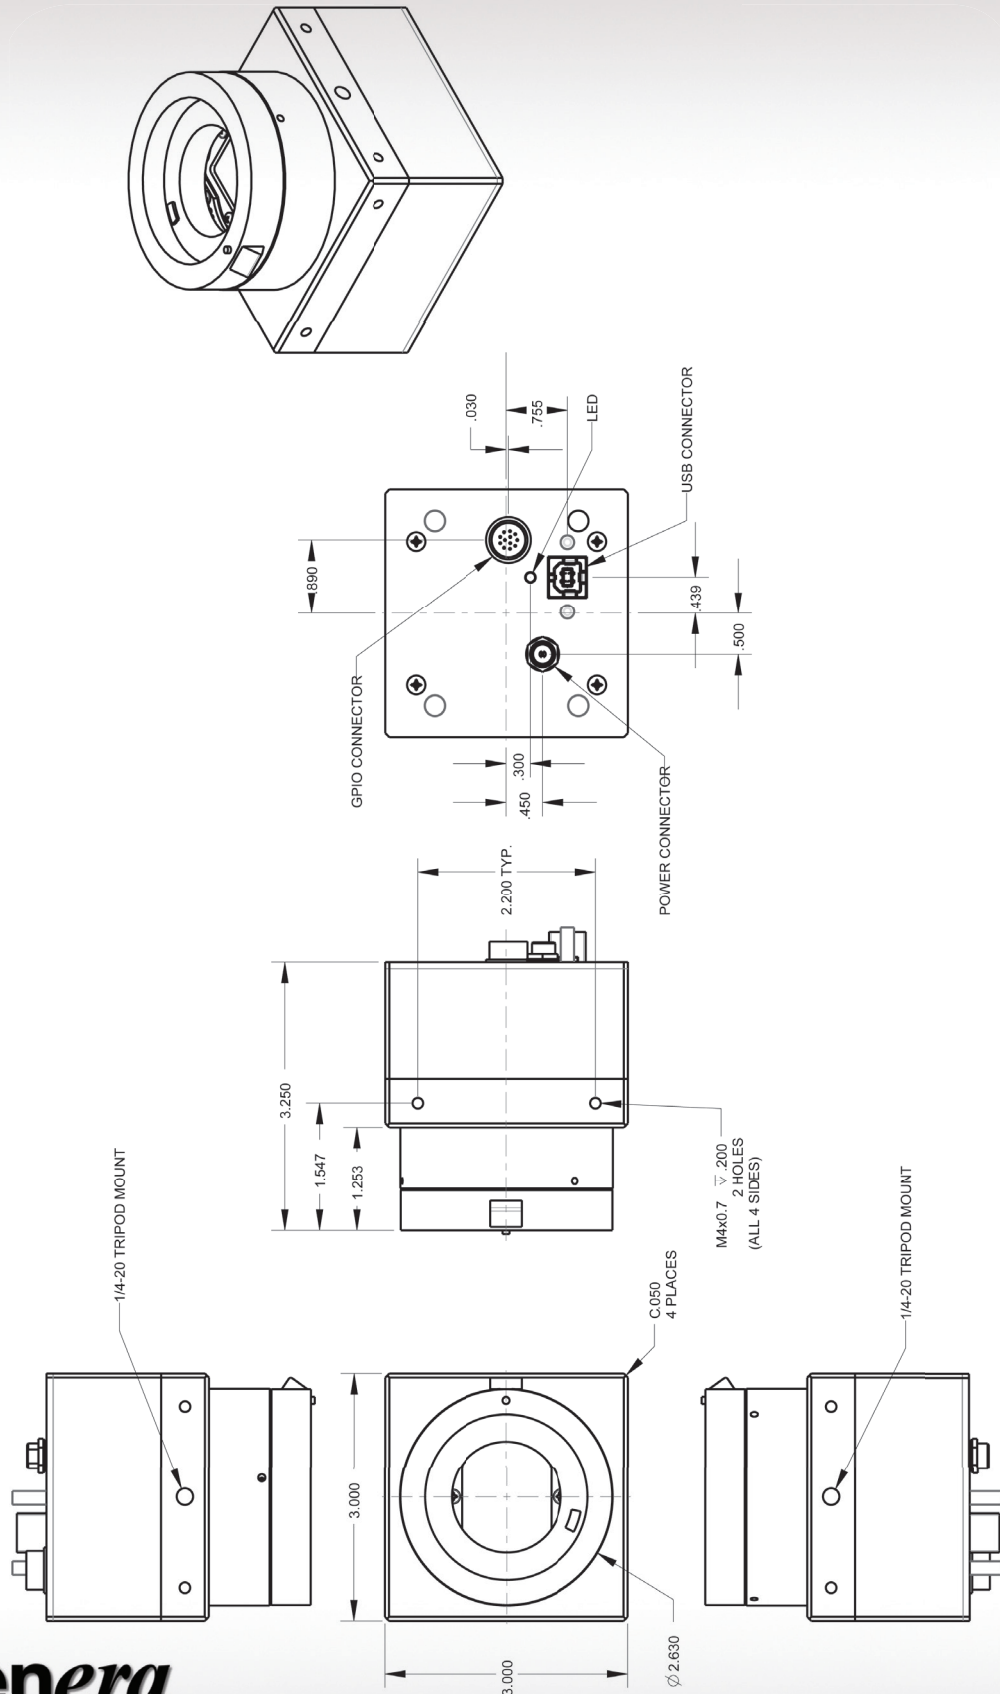 .030
.755
LED
USB CONNECTOR
.890
GPIO CONNECTOR
.439
.500
.300
.450
POWER CONNECTOR
2.200 TYP.
3.250
1.547
1.253
M4x0.7 ↧ .200
2 HOLES
(ALL 4 SIDES)
1/4-20 TRIPOD MOUNT
C.050
4 PLACES
1/4-20 TRIPOD MOUNT
3.000
3.000
∅ 2.630